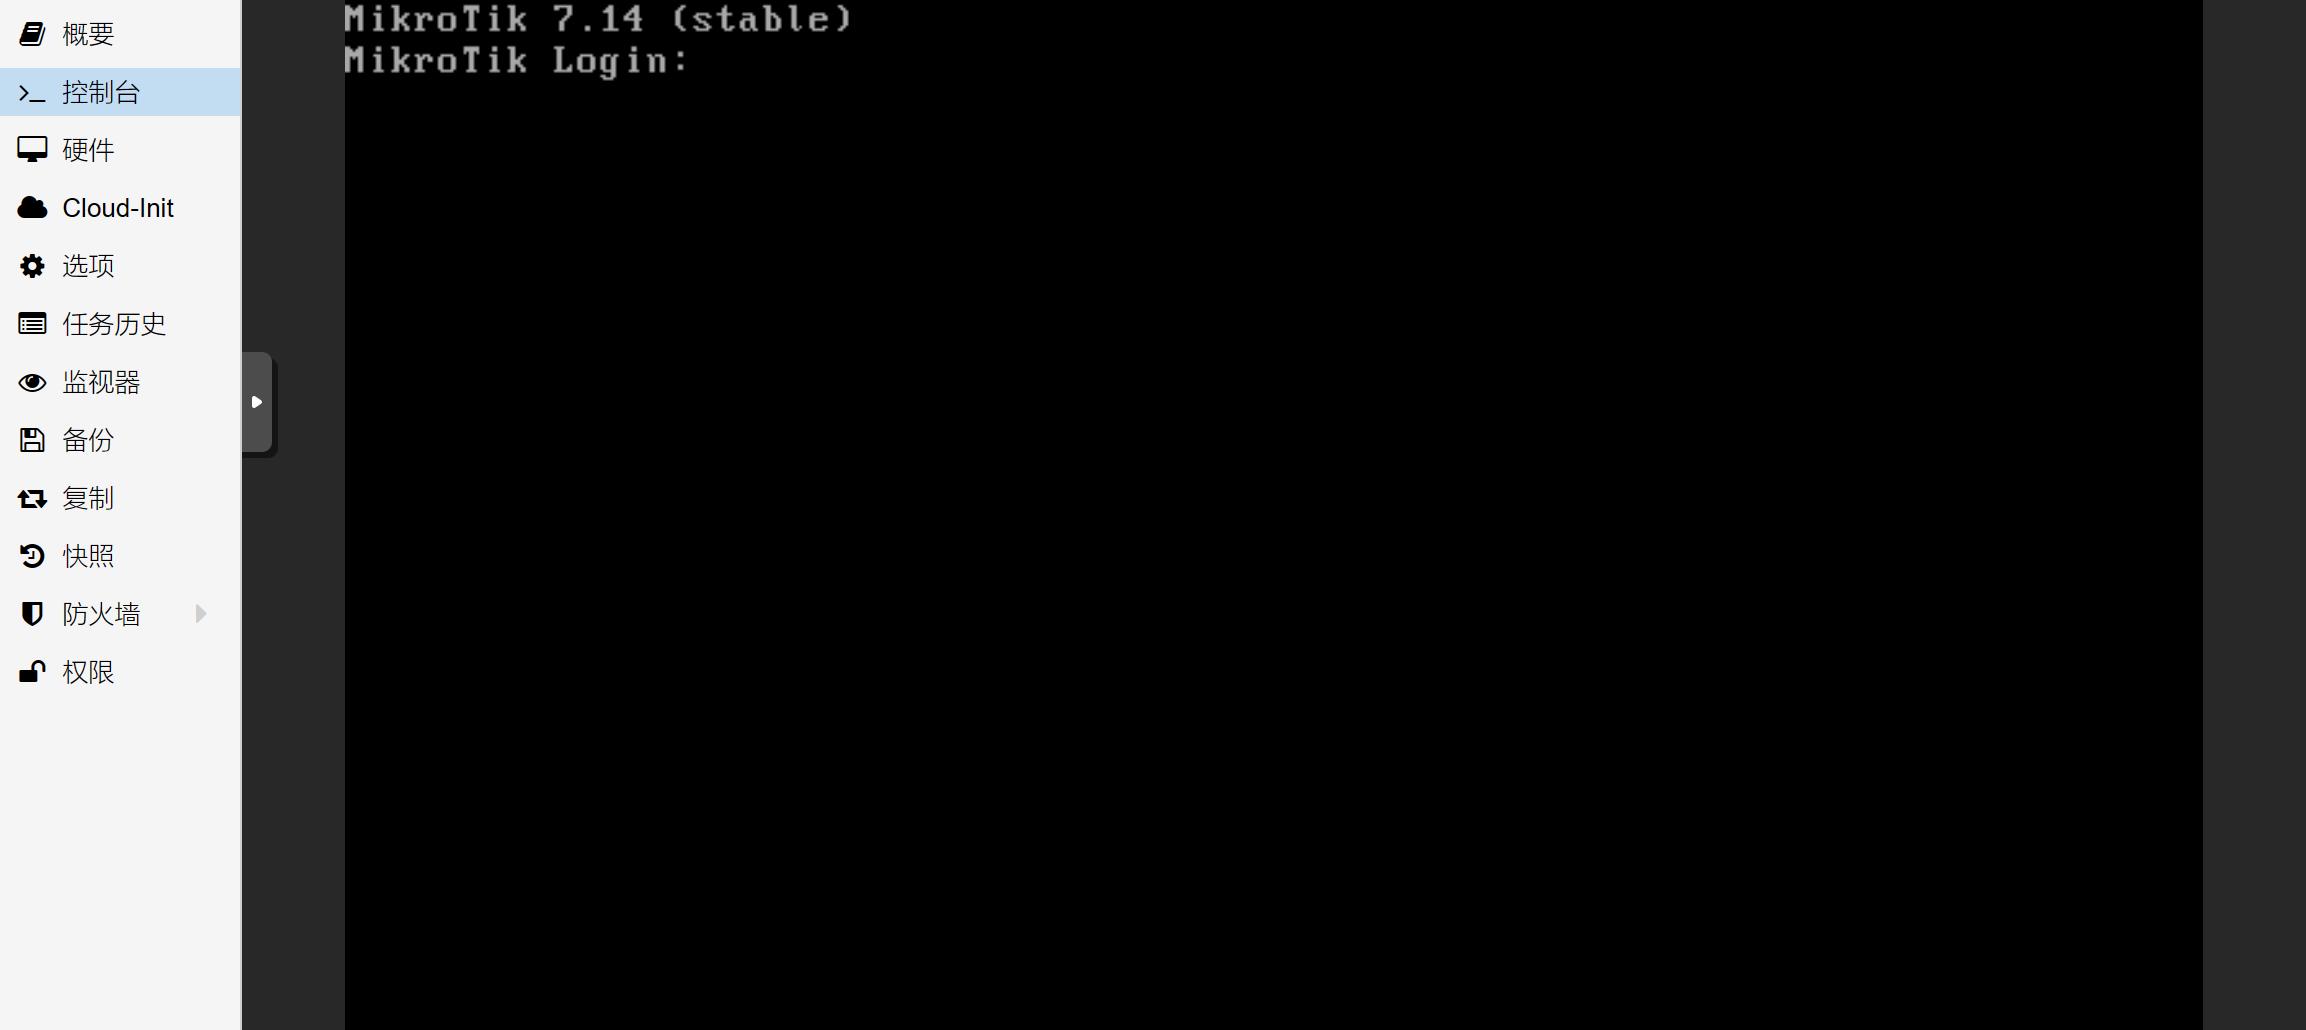 概要
控制台
硬件
Cloud-Init
选项
任务历史
监视器
备份
复制
快照
防火墙
权限
MikroTik 7.14 (stable)
MikroTik Login: